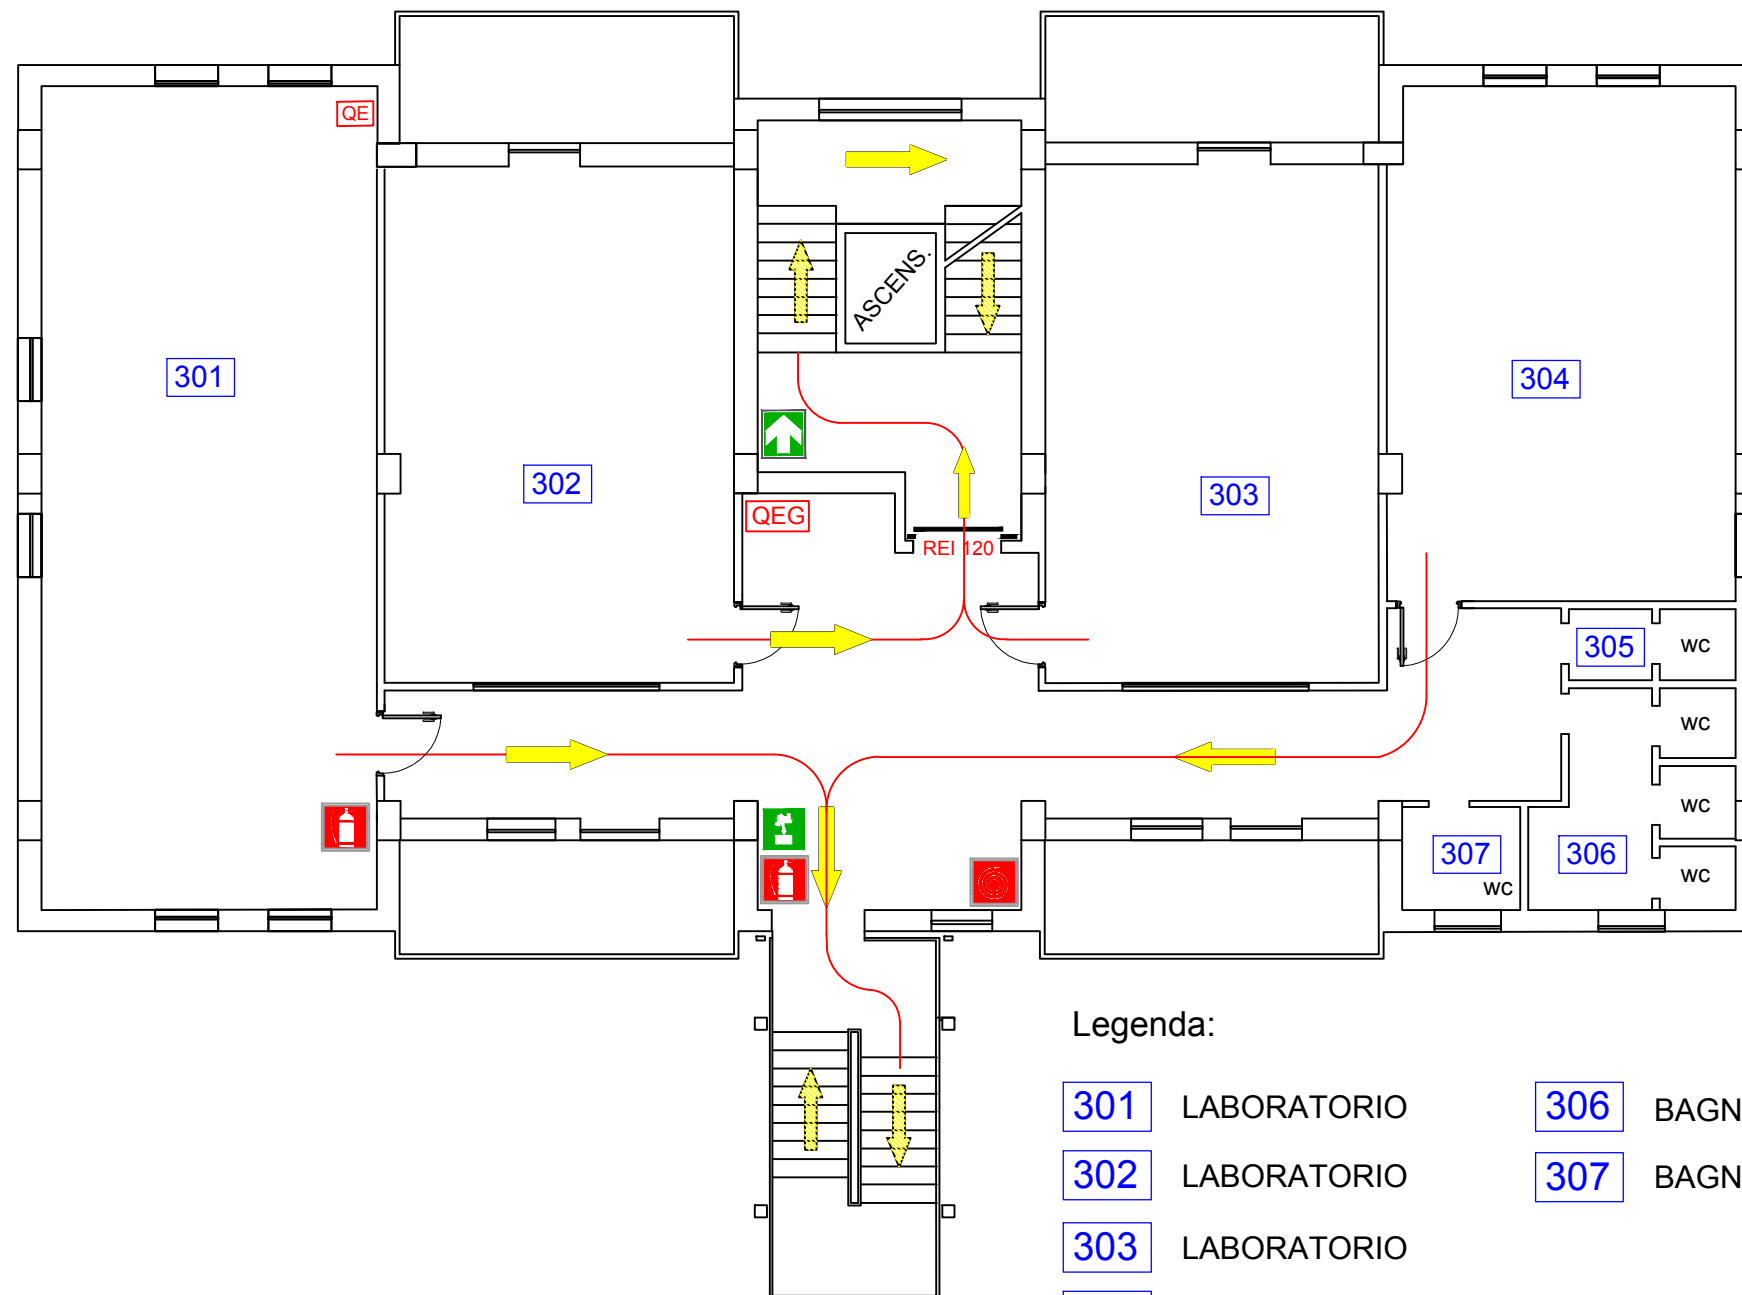 QE
ASCENS.
301
304
302
303
QEG
REI 120
305
wc
wc
wc
307
306
wc
wc
Legenda:
301 LABORATORIO
306 BAGN
302 LABORATORIO
307 BAGN
303 LABORATORIO